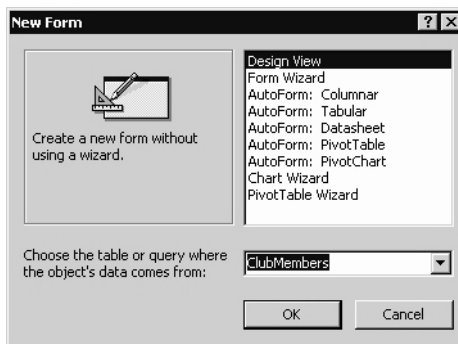 New Form
Design View
Form Wizard
AutoForm: Columnar
AutoForm: Tabular
AutoForm: Datasheet
AutoForm: PivotTable
AutoForm: PivotChart
Chart Wizard
PivotTable Wizard
Create a new form without
using a wizard.
Choose the table or query where
the object's data comes from:
ClubMembers
OK
Cancel